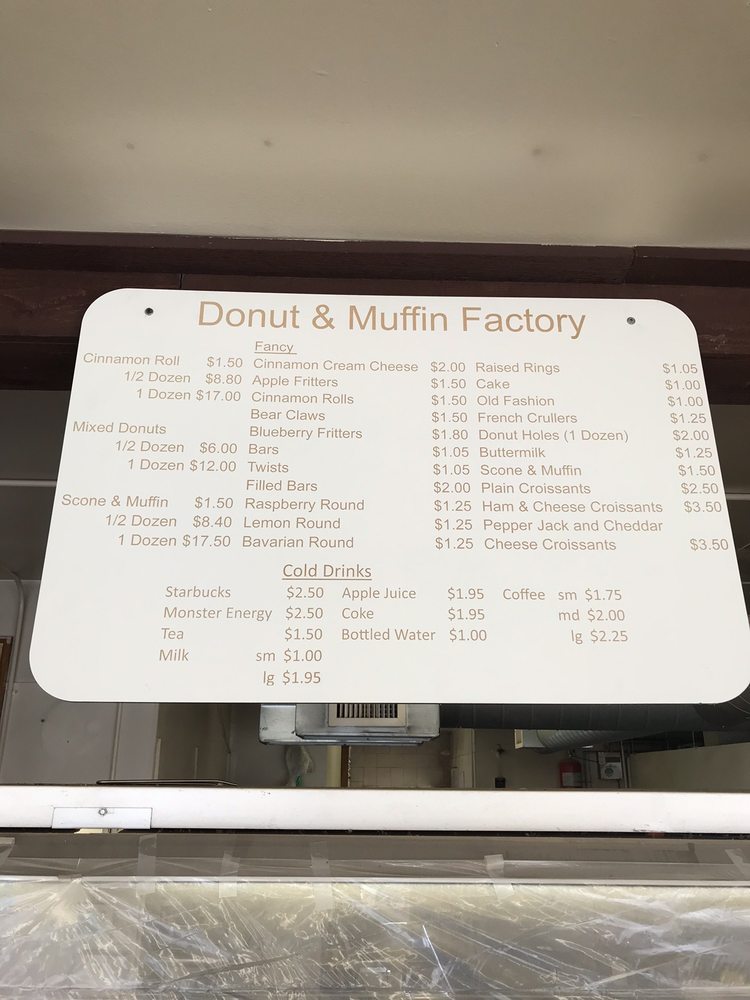 Donut & Muffin Factory
Cinnamon Roll $1.50
1/2 Dozen $8.80
1 Dozen $17.00
Mixed Donuts
1/2 Dozen $6.00
1 Dozen $12.00
Scone & Muffin $1.50
1/2 Dozen $8.40
1 Dozen $17.50
Fancy
Cinnamon Cream Cheese $2.00
Apple Fritters $1.50
Cinnamon Rolls $1.50
Bear Claws $1.50
Blueberry Fritters $1.80
Bars $1.05
Twists $1.05
Filled Bars $2.00
Raspberry Round $1.25
Lemon Round $1.25
Bavarian Round $1.25
Raised Rings $1.05
Cake $1.00
Old Fashion $1.00
French Crullers $1.25
Donut Holes (1 Dozen) $2.00
Buttermilk $1.25
Scone & Muffin $1.50
Plain Croissants $2.50
Ham & Cheese Croissants $3.50
Pepper Jack and Cheddar
Cheese Croissants $3.50
Cold Drinks
Starbucks $2.50
Monster Energy $2.50
Tea $1.50
Milk sm $1.00
lg $1.95
Apple Juice $1.95
Coke $1.95
Bottled Water $1.00
Coffee sm $1.75
md $2.00
lg $2.25